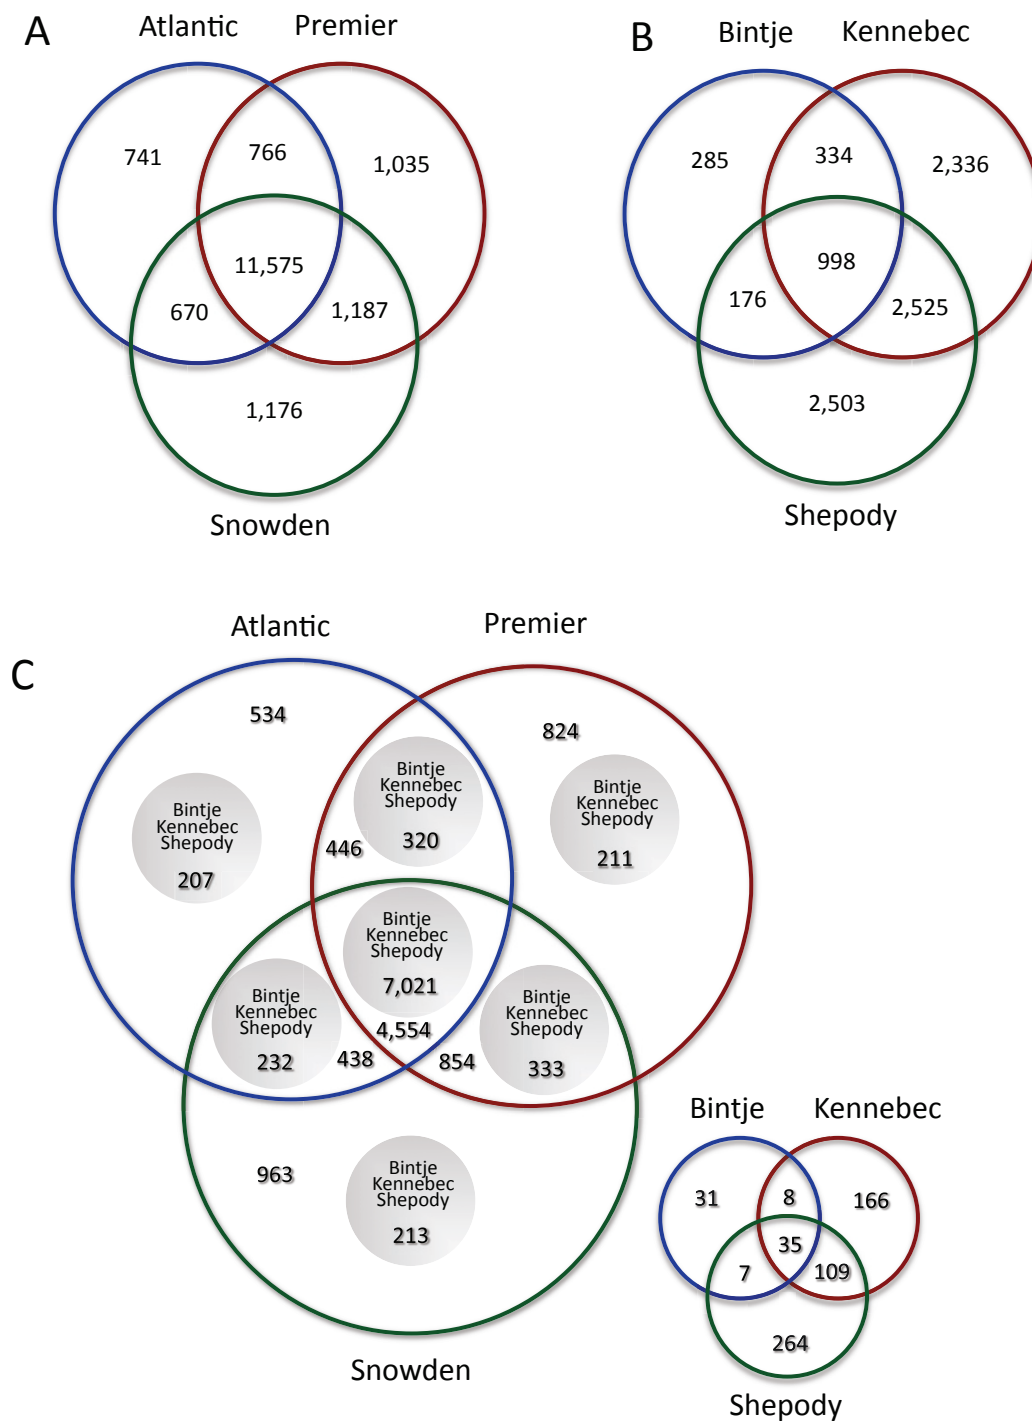 A
Atlantic Premier
741 766 1,035
11,575
670 1,187
1,176
Snowden
B
Bintje Kennebec
285 334 2,336
998
176 2,525
2,503
Shepody
C
Atlantic Premier
534
824
Bintje
Kennebec
Shepody
207
446
Bintje
Kennebec
Shepody
320
Bintje
Kennebec
Shepody
211
Bintje
Kennebec
Shepody
7,021
4,554
Bintje
Kennebec
Shepody
232
438
854
Bintje
Kennebec
Shepody
333
963
Bintje
Kennebec
Shepody
213
Snowden
Bintje Kennebec
31 8 166
35
7 109
264
Shepody